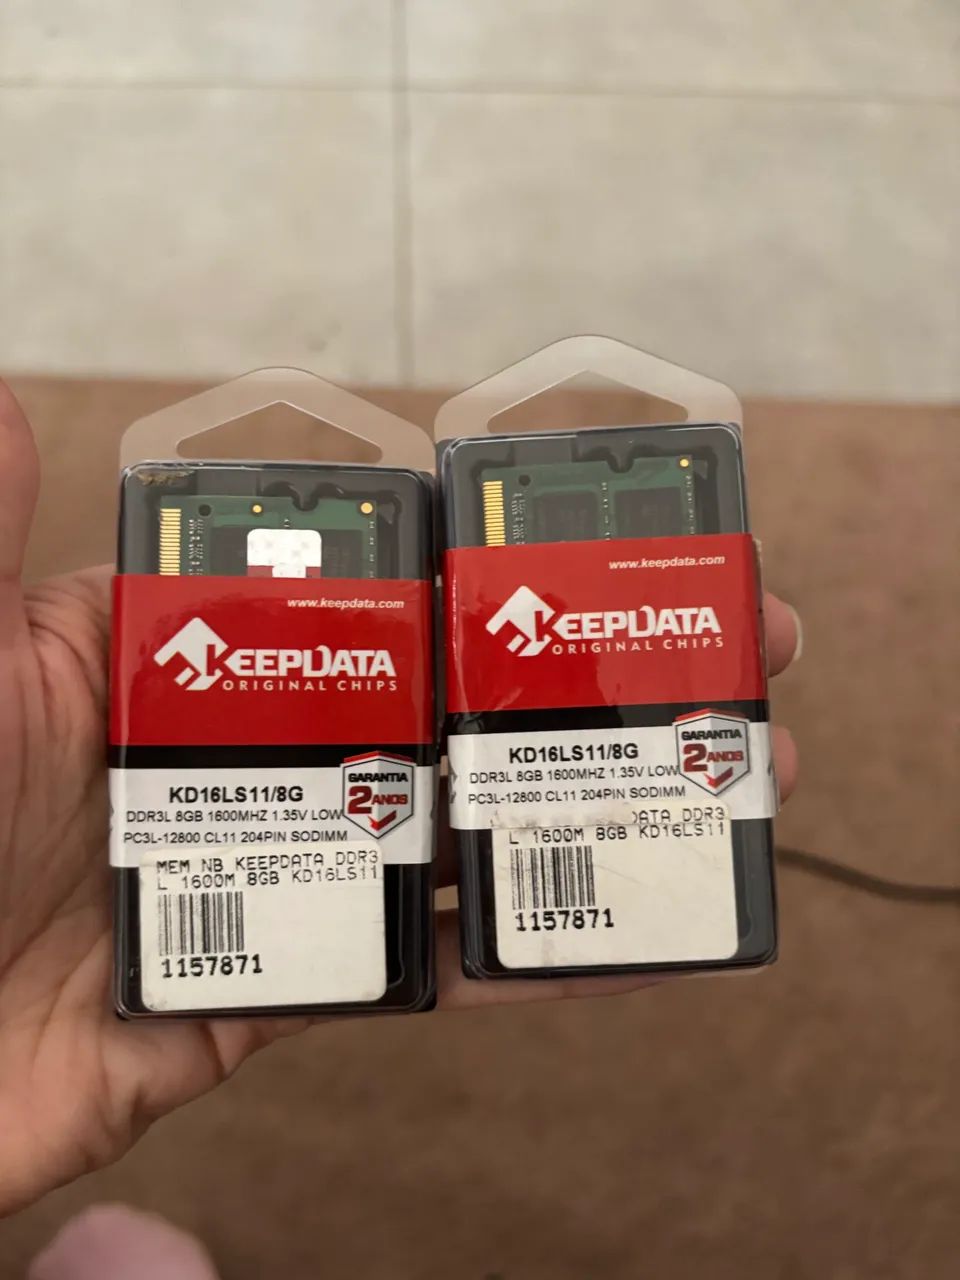 www.keepdata.com
KEEPDATA
ORIGINAL CHIPS
GARANTIA
2 ANOS
KD16LS11/8G
DDR3L 8GB 1600MHZ 1.35V LOW
PC3L-12800 CL11 204PIN SODIMM
MEM NB KEEPDATA DDR3
L 1600M 8GB KD16LS11
1157871
www.keepdata.com
KEEPDATA
ORIGINAL CHIPS
GARANTIA
2 ANOS
KD16LS11/8G
DDR3L 8GB 1600MHZ 1.35V LOW
PC3L-12800 CL11 204PIN SODIMM
DATA DDR3
L 1600M 8GB KD16LS11
1157871